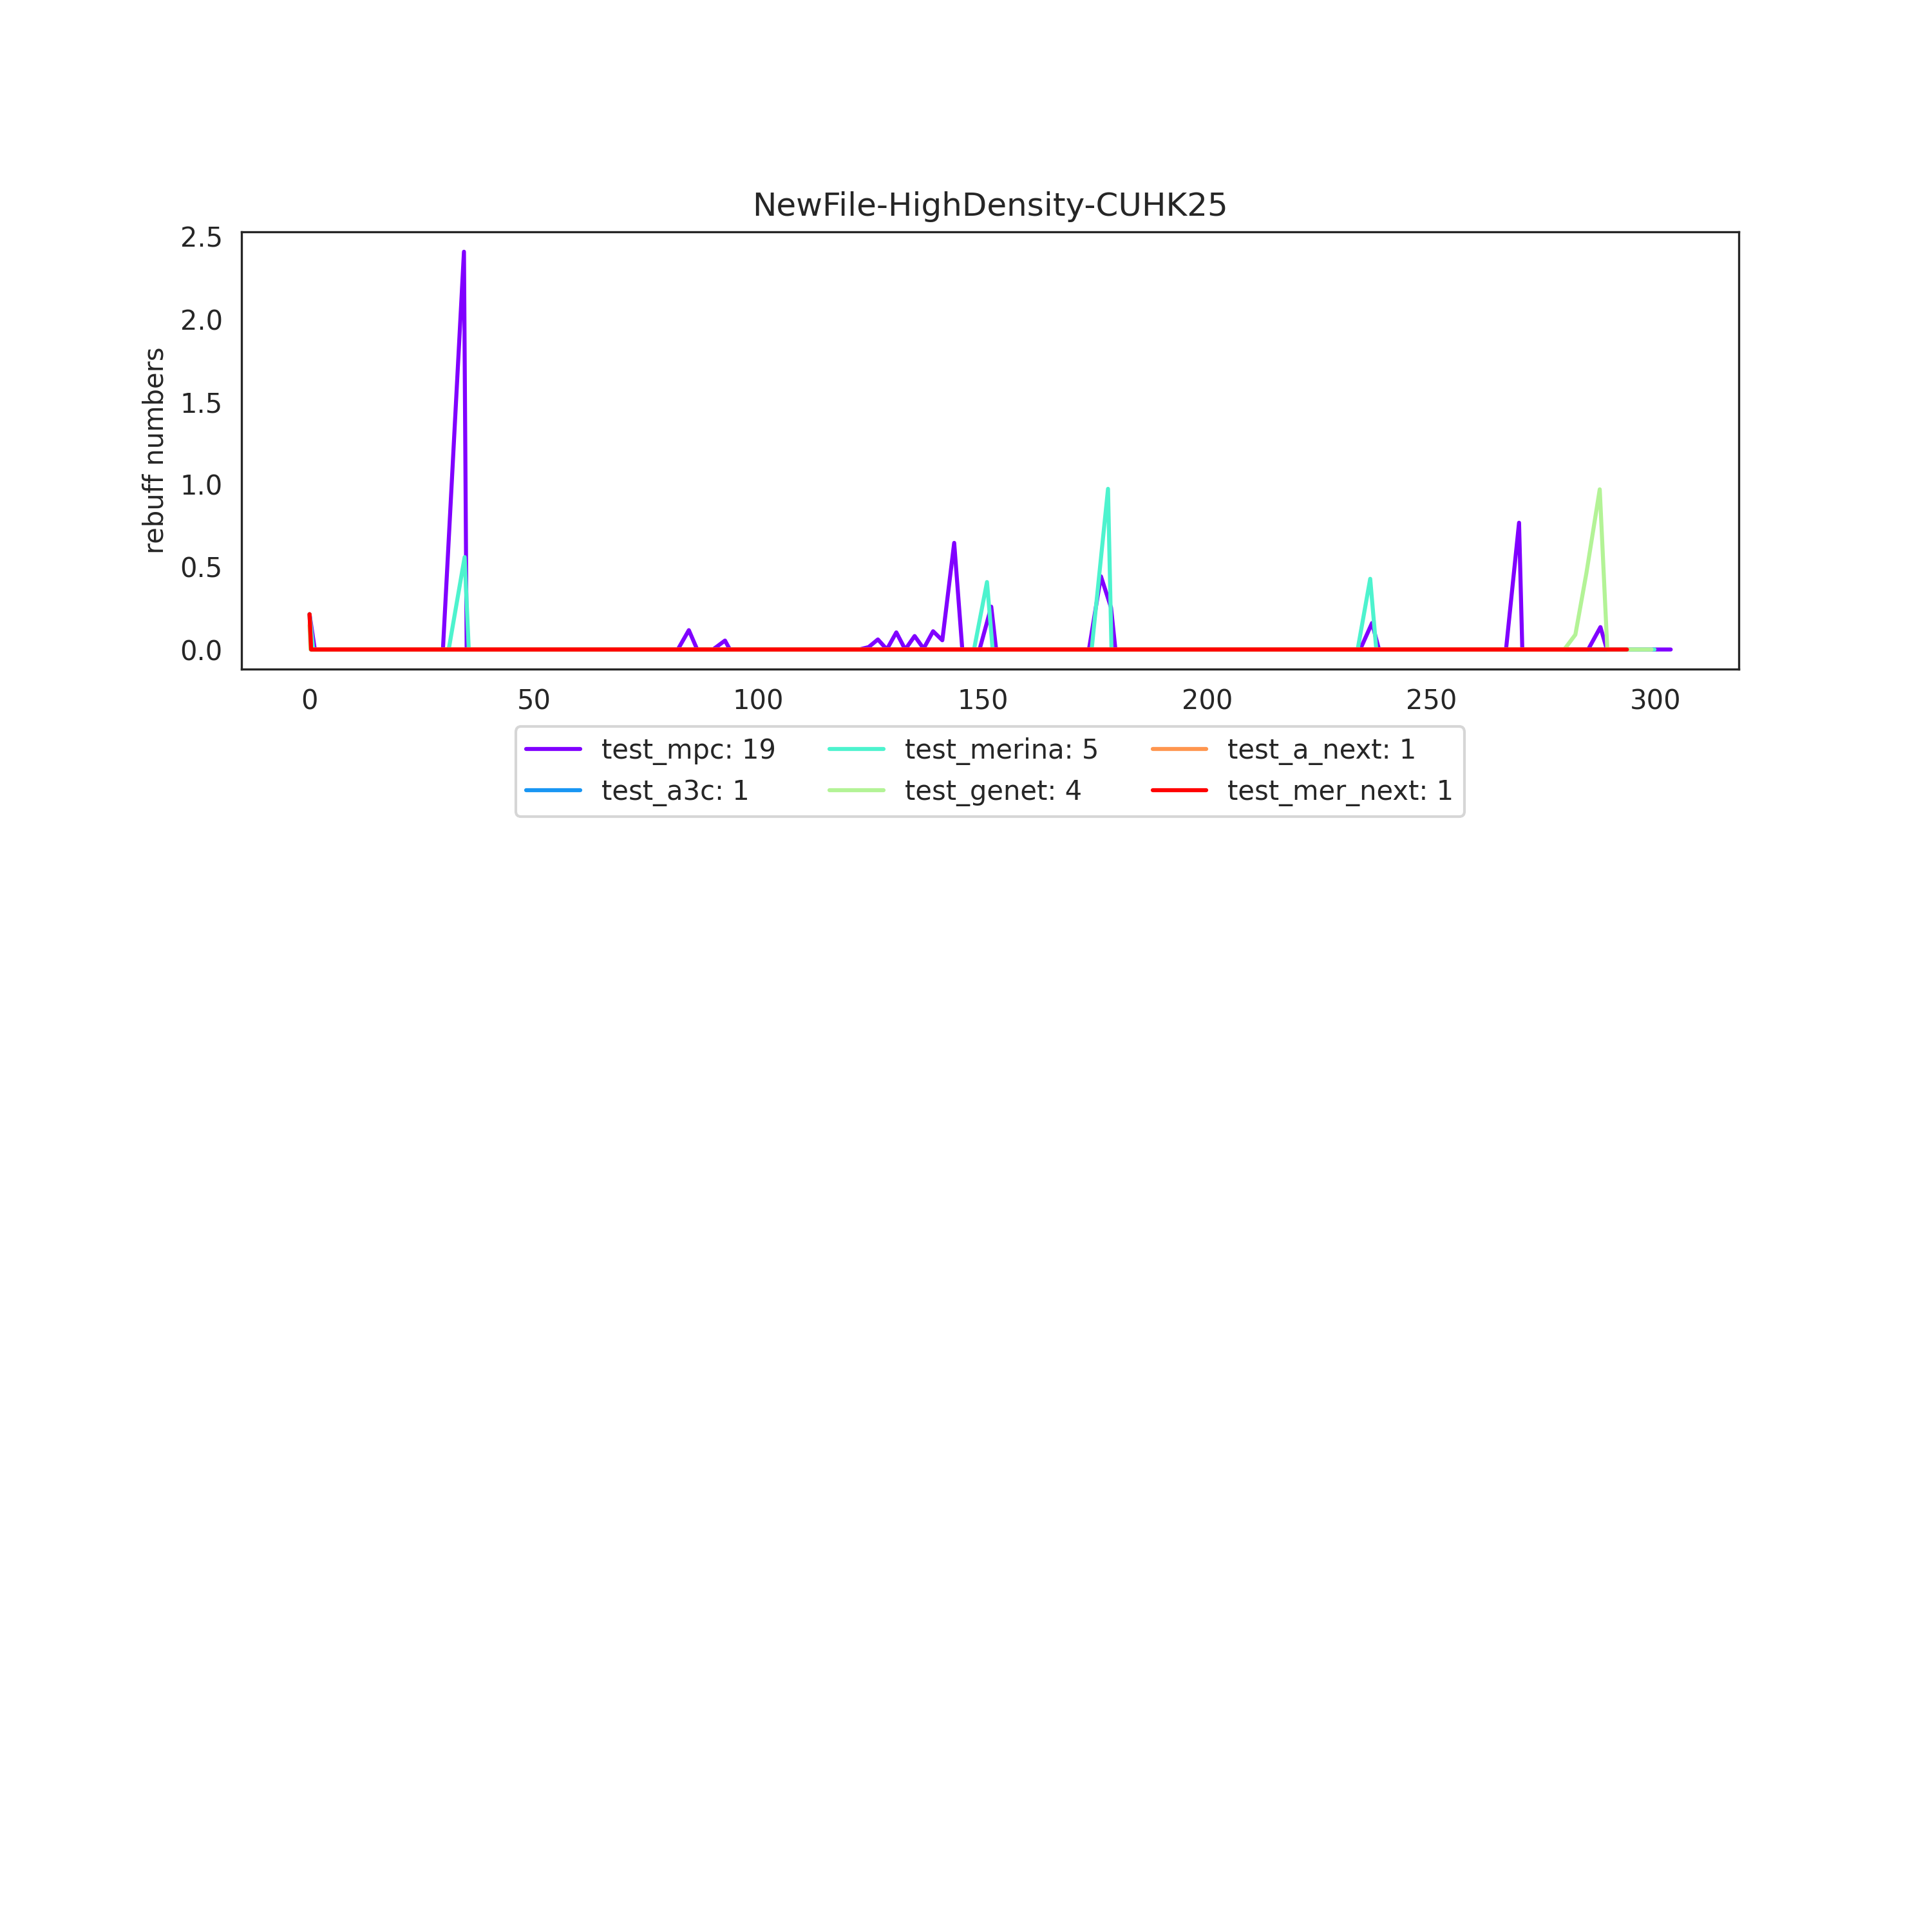 NewFile-HighDensity-CUHK25
2.5
2.0
1.5
1.0
0.5
0.0
rebuff numbers
0 50 100 150 200 250 300
test_mpc: 19 test_merina: 5 test_a_next: 1
test_a3c: 1 test_genet: 4 test_mer_next: 1